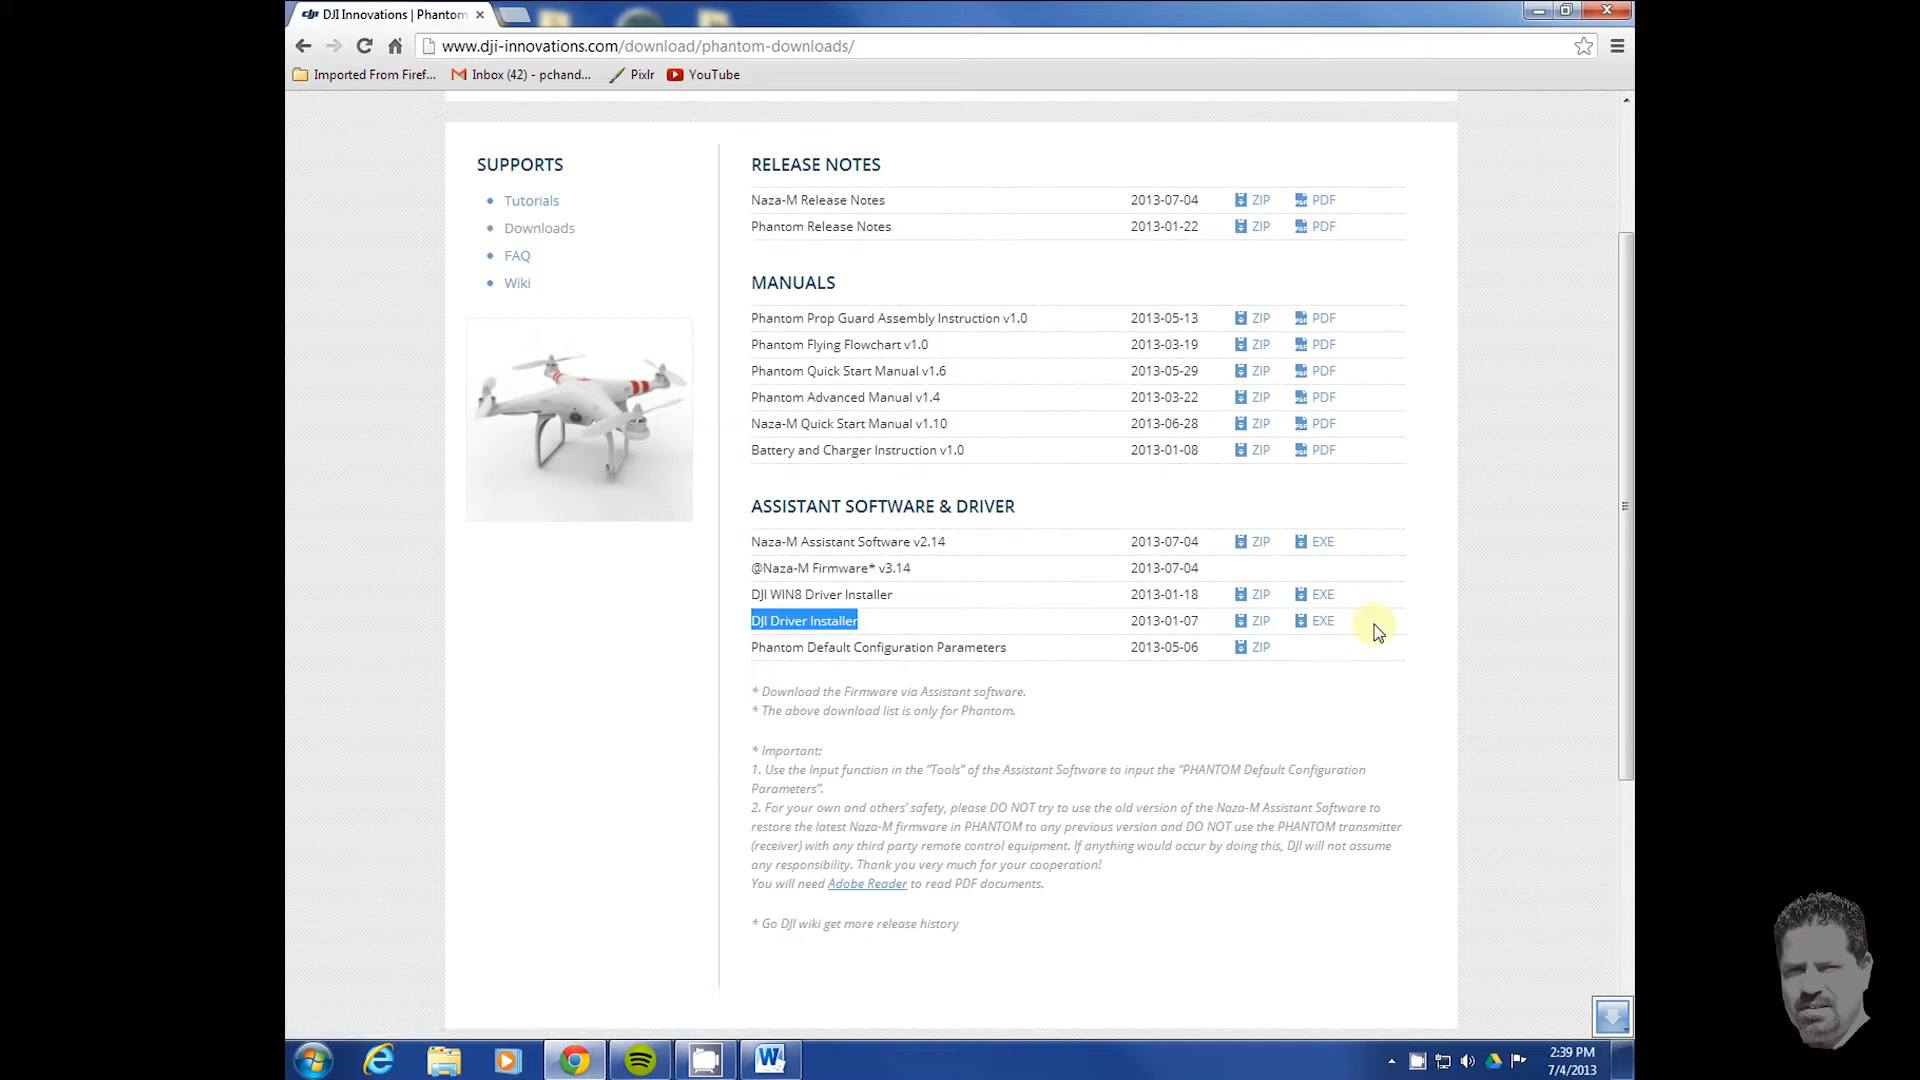 DJI Innovations | Phantom
www.dji-innovations.com/download/phantom-downloads/
Imported From Firef... Inbox (42) - pchand... Pixlr YouTube
SUPPORTS
Tutorials
Downloads
FAQ
Wiki
RELEASE NOTES
Naza-M Release Notes 2013-07-04 ZIP PDF
Phantom Release Notes 2013-01-22 ZIP PDF
MANUALS
Phantom Prop Guard Assembly Instruction v1.0 2013-05-13 ZIP PDF
Phantom Flying Flowchart v1.0 2013-03-19 ZIP PDF
Phantom Quick Start Manual v1.6 2013-05-29 ZIP PDF
Phantom Advanced Manual v1.4 2013-03-22 ZIP PDF
Naza-M Quick Start Manual v1.10 2013-06-28 ZIP PDF
Battery and Charger Instruction v1.0 2013-01-08 ZIP PDF
ASSISTANT SOFTWARE & DRIVER
Naza-M Assistant Software v2.14 2013-07-04 ZIP EXE
@Naza-M Firmware* v3.14 2013-07-04
DJI WIN8 Driver Installer 2013-01-18 ZIP EXE
DJI Driver Installer 2013-01-07 ZIP EXE
Phantom Default Configuration Parameters 2013-05-06 ZIP
* Download the Firmware via Assistant software.
* The above download list is only for Phantom.
* Important:
1. Use the Input function in the “Tools” of the Assistant Software to input the “PHANTOM Default Configuration
Parameters”.
2. For your own and others’ safety, please DO NOT try to use the old version of the Naza-M Assistant Software to
restore the latest Naza-M firmware in PHANTOM to any previous version and DO NOT use the PHANTOM transmitter
(receiver) with any third party remote control equipment. If anything would occur by doing this, DJI will not assume
any responsibility. Thank you very much for your cooperation!
You will need Adobe Reader to read PDF documents.
* Go DJI wiki get more release history
2:39 PM
7/4/2013